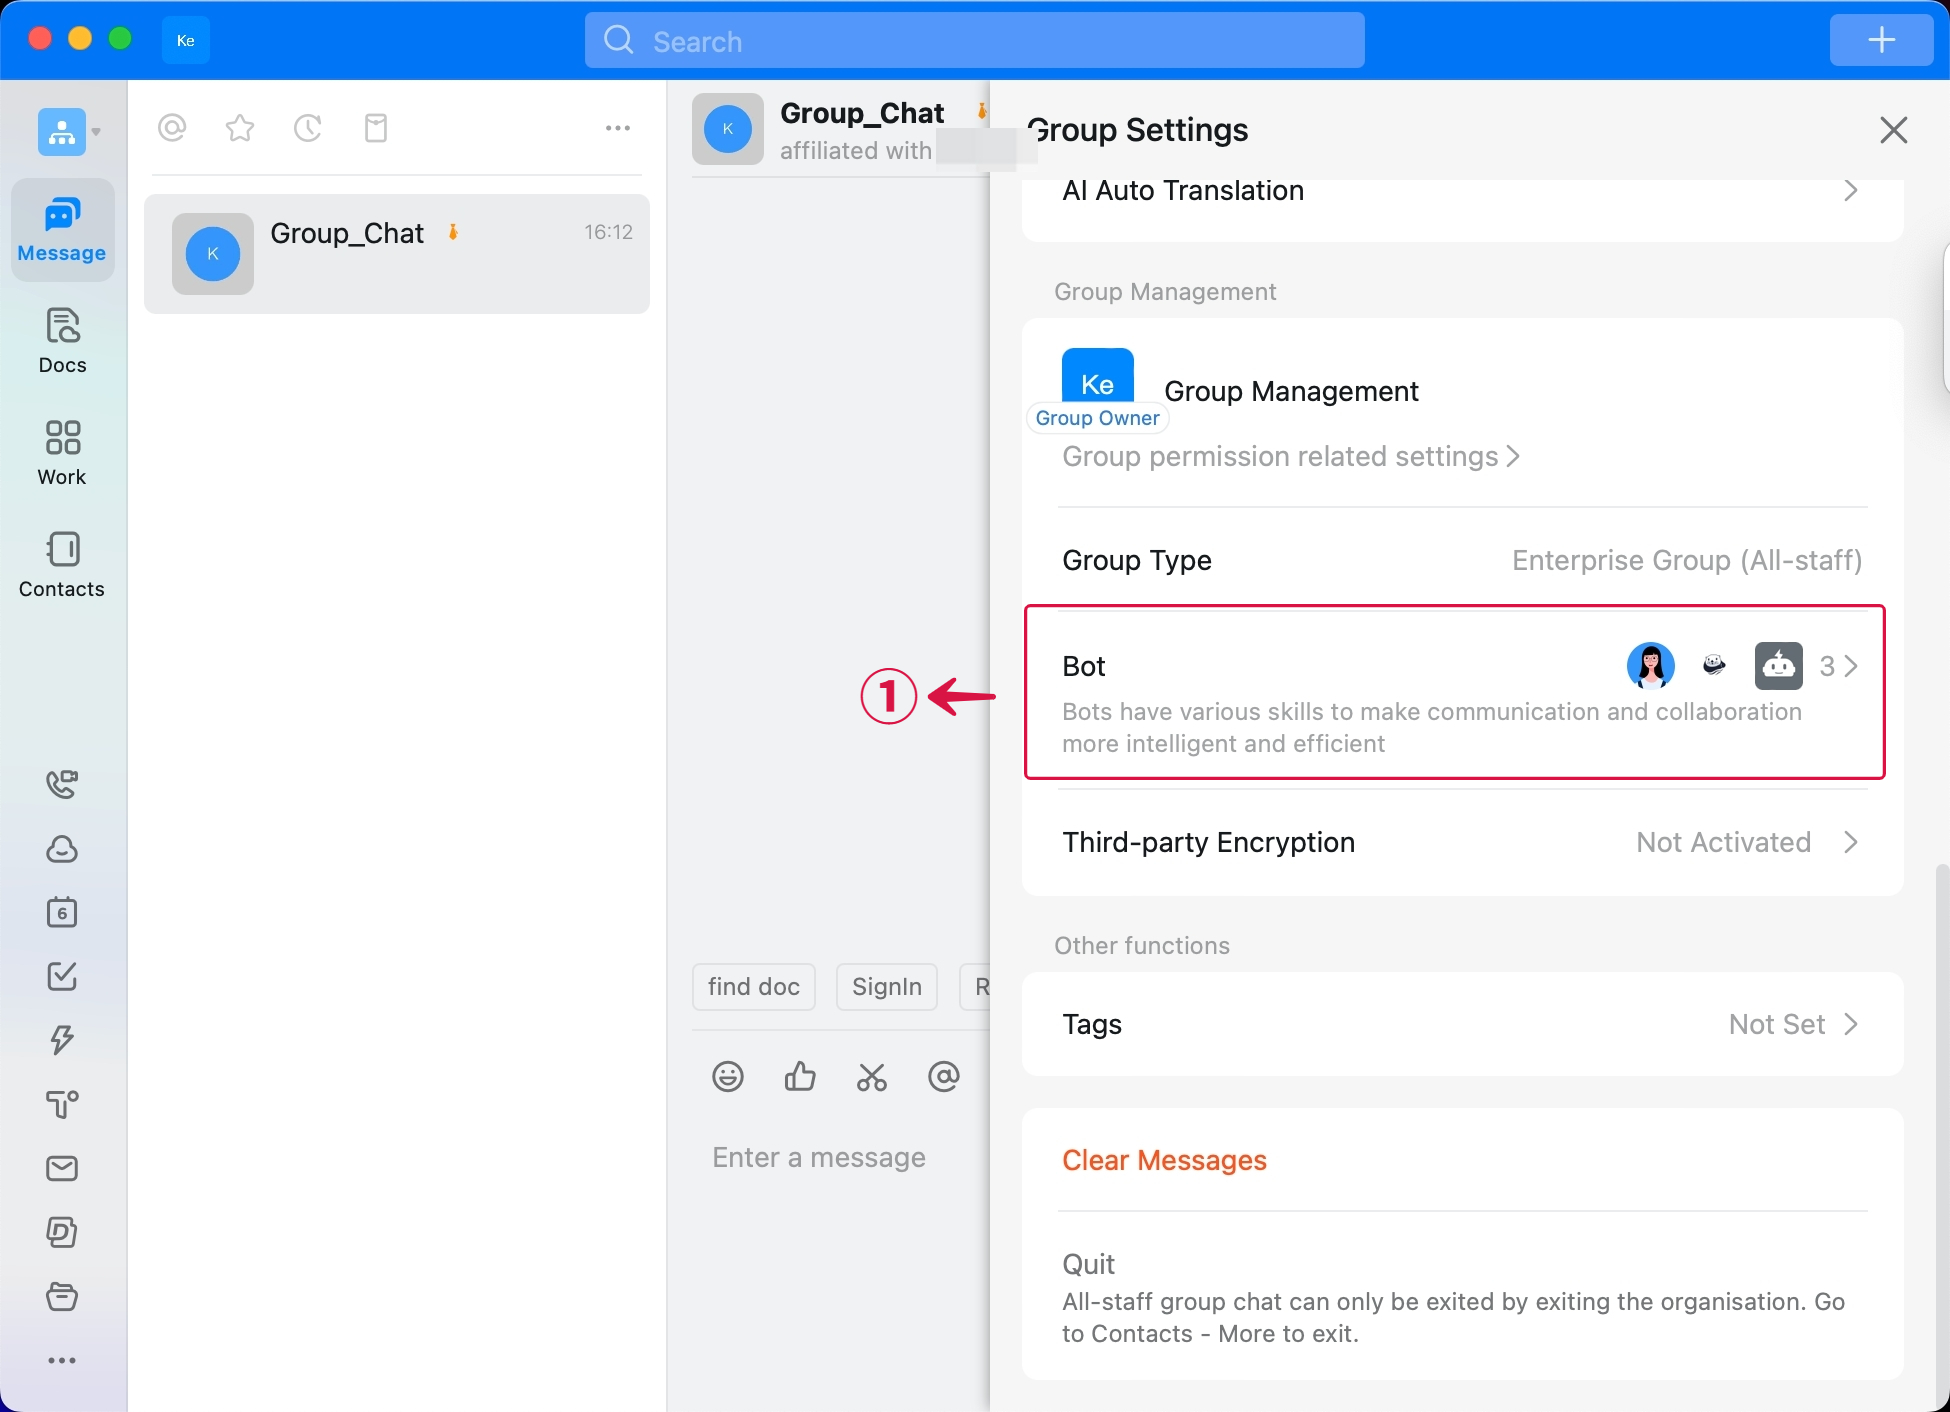 Ke
Search
Message
Docs
Work
Contacts
6
K
Group_Chat
16:12
K
Group_Chat
affiliated with
find doc
SignIn
R
Enter a message
Group Settings
AI Auto Translation
Group Management
Ke
Group Owner
Group Management
Group permission related settings
Group Type
Enterprise Group (All-staff)
1
Bot
3
Bots have various skills to make communication and collaboration
more intelligent and efficient
Third-party Encryption
Not Activated
Other functions
Tags
Not Set
Clear Messages
Quit
All-staff group chat can only be exited by exiting the organisation. Go
to Contacts - More to exit.